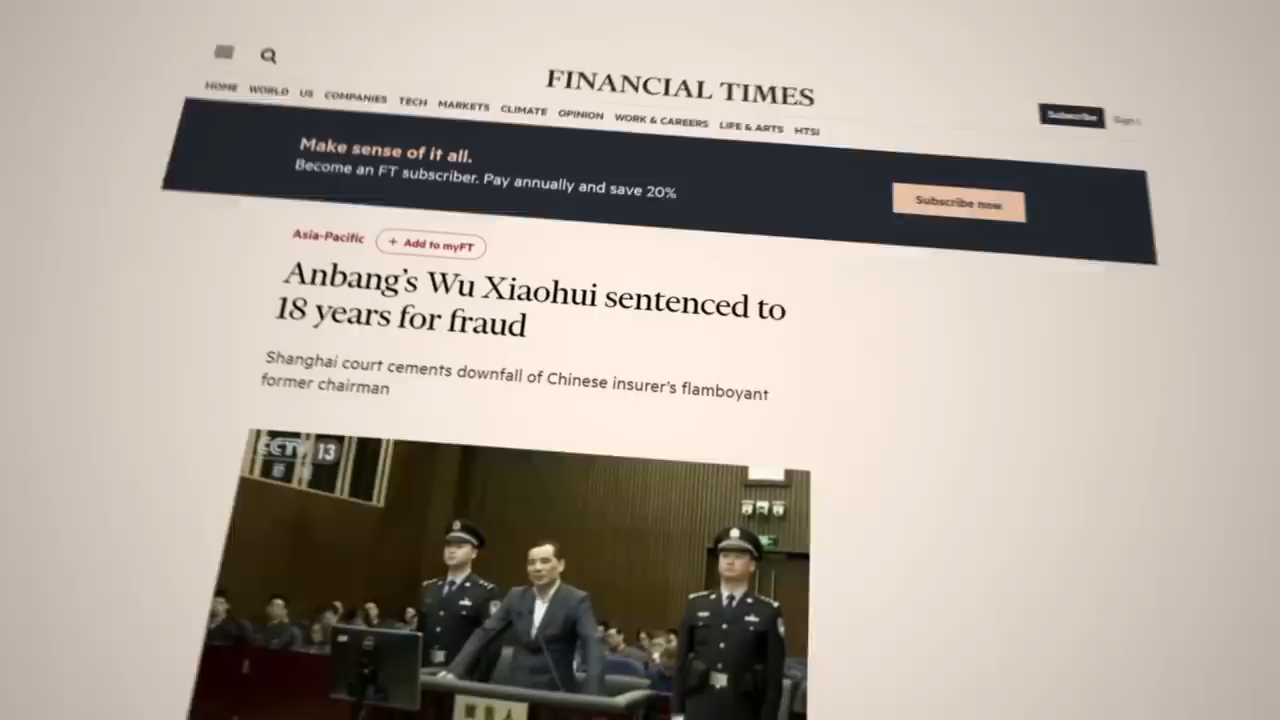 FINANCIAL TIMES
HOME WORLD US COMPANIES TECH MARKETS CLIMATE OPINION WORK & CAREERS LIFE & ARTS HTSI
Subscribe
Sign
Make sense of it all.
Become an FT subscriber. Pay annually and save 20%
Subscribe now
Asia-Pacific
+ Add to myFT
Anbang's Wu Xiaohui sentenced to
18 years for fraud
Shanghai court cements downfall of Chinese insurer's flamboyant
former chairman
CCTV 13